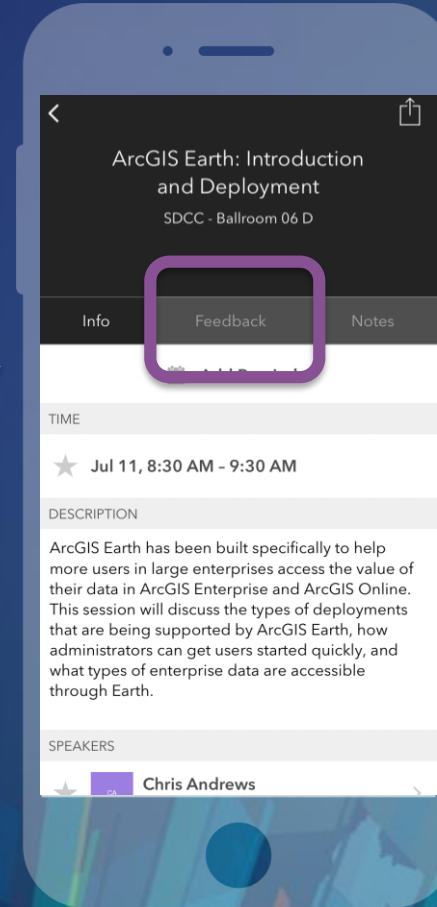 ArcGIS Earth: Introduction
and Deployment
SDCC - Ballroom 06 D
Info Feedback Notes
TIME
Jul 11, 8:30 AM – 9:30 AM
DESCRIPTION
ArcGIS Earth has been built specifically to help
more users in large enterprises access the value of
their data in ArcGIS Enterprise and ArcGIS Online.
This session will discuss the types of deployments
that are being supported by ArcGIS Earth, how
administrators can get users started quickly, and
what types of enterprise data are accessible
through Earth.
SPEAKERS
CA Chris Andrews